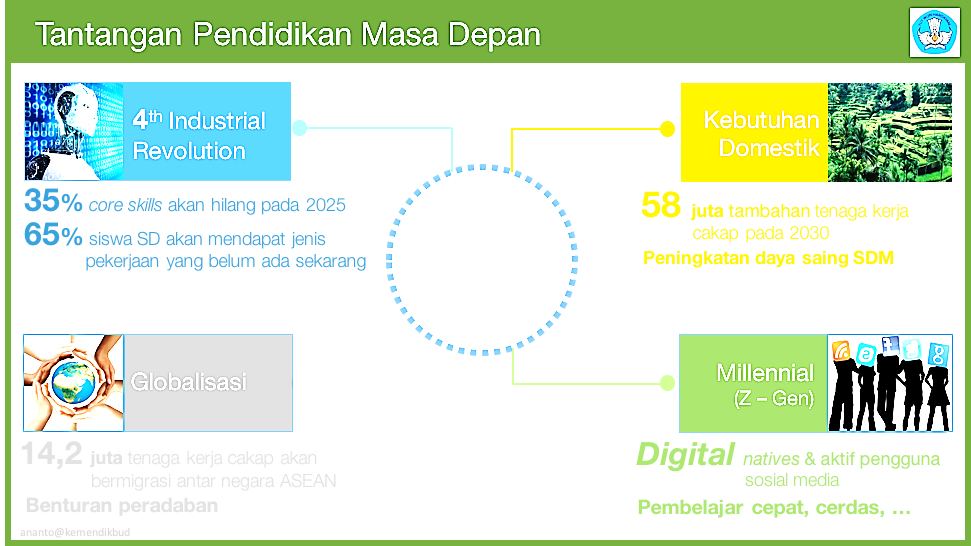 Tantangan Pendidikan Masa Depan
4th Industrial
Revolution
35% core skills akan hilang pada 2025
65% siswa SD akan mendapat jenis
pekerjaan yang belum ada sekarang
Kebutuhan
Domestik
58 juta tambahan tenaga kerja
cakap pada 2030
Peningkatan daya saing SDM
Globalisasi
14,2 juta tenaga kerja cakap akan
bermigrasi antar negara ASEAN
Benturan peradaban
Millennial
(Z – Gen)
Digital natives & aktif pengguna
sosial media
Pembelajar cepat, cerdas, ...
ananto@kemendikbud